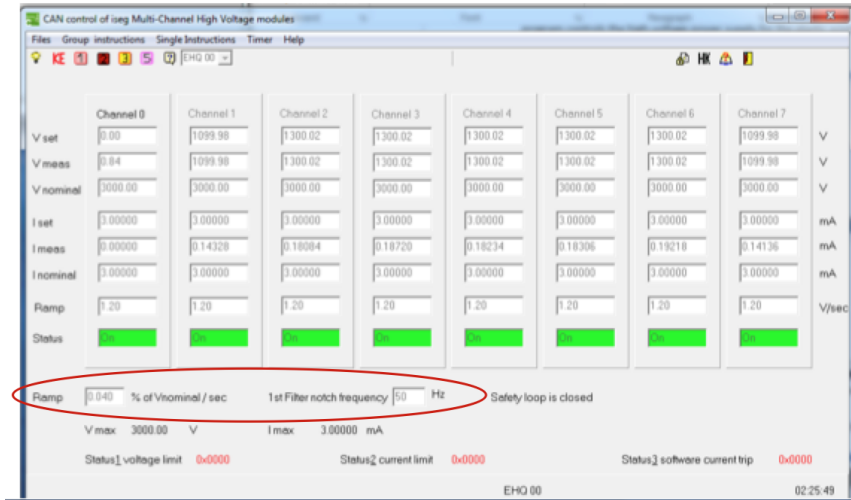 CAN control of iseg Multi-Channel High Voltage modules
Files Group instructions Single Instructions Timer Help
KE 1 3 5 7 EHQ 00 HK
Channel 0 Channel 1 Channel 2 Channel 3 Channel 4 Channel 5 Channel 6 Channel 7
V set 0.00 1099.98 1300.02 1300.02 1300.02 1300.02 1300.02 1099.98 V
V meas 0.84 1099.98 1300.02 1300.02 1300.02 1300.02 1300.02 1099.98 V
V nominal 3000.00 3000.00 3000.00 3000.00 3000.00 3000.00 3000.00 3000.00 V
I set 3.00000 3.00000 3.00000 3.00000 3.00000 3.00000 3.00000 3.00000 mA
I meas 0.00000 0.14328 0.18084 0.18720 0.18234 0.18306 0.19218 0.14136 mA
I nominal 3.00000 3.00000 3.00000 3.00000 3.00000 3.00000 3.00000 3.00000 mA
Ramp 1.20 1.20 1.20 1.20 1.20 1.20 1.20 1.20 V/sec
Status On On On On On On On On
Ramp 0.040 % of Vnominal / sec 1st Filter notch frequency 50 Hz Safety loop is closed
V max 3000.00 V I max 3.00000 mA
Status1 voltage limit 0x0000 Status2 current limit 0x0000 Status3 software current trip 0x0000
EHQ 00 02:25:49